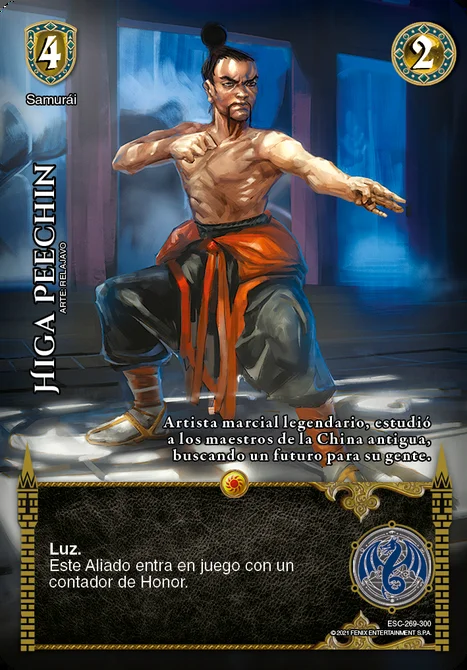 4
2
Samurái
HIGA PEECHIN
ARTE: RELAJAVO
Artista marcial legendario, estudió
a los maestros de la China antigua,
buscando un futuro para su gente.
Luz.
Este Aliado entra en juego con un
contador de Honor.
ESC-269-300
©2021 FENIX ENTERTAINMENT S.P.A.